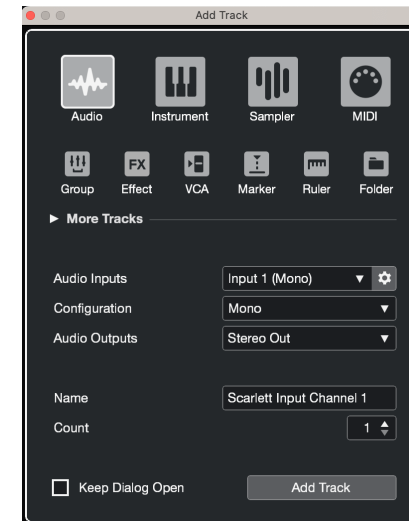 Add Track
Audio Instrument Sampler MIDI
FX
Group Effect VCA Marker Ruler Folder
More Tracks
Audio Inputs Input 1 (Mono)
Configuration Mono
Audio Outputs Stereo Out
Name Scarlett Input Channel 1
Count 1
Keep Dialog Open Add Track